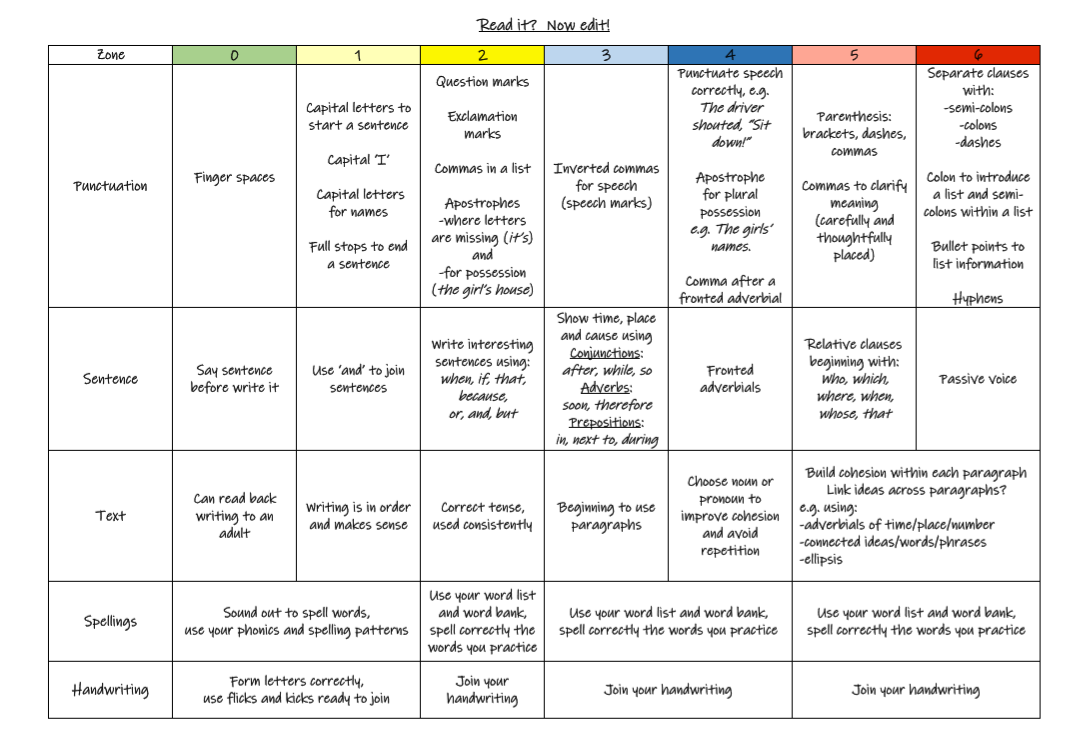 Read it?  Now edit!
Zone
0
1
2
3
4
5
6
Punctuation
Finger spaces
Capital letters to
start a sentence
Capital 'I'
Capital letters
for names
Full stops to end
a sentence
Question marks
Exclamation
marks
Commas in a list
Apostrophes
-where letters
are missing (it's)
and
-for possession
(the girl's house)
Inverted commas
for speech
(speech marks)
Punctuate speech
correctly, e.g.
The driver
shouted, "Sit
down!"
Apostrophe
for plural
possession
e.g. The girls'
names.
Comma after a
fronted adverbial
Parenthesis:
brackets, dashes,
commas
Commas to clarify
meaning
(carefully and
thoughtfully
placed)
Separate clauses
with:
-semi-colons
-colons
-dashes
Colon to introduce
a list and semi-
colons within a list
Bullet points to
list information
Hyphens
Sentence
Say sentence
before write it
Use 'and' to join
sentences
Write interesting
sentences using:
when, if, that,
because,
or, and, but
Show time, place
and cause using
Conjunctions:
after, while, so
Adverbs:
soon, therefore
Prepositions:
in, next to, during
Fronted
adverbials
Relative clauses
beginning with:
Who, which,
where, when,
whose, that
Passive voice
Text
Can read back
writing to an
adult
Writing is in order
and makes sense
Correct tense,
used consistently
Beginning to use
paragraphs
Choose noun or
pronoun to
improve cohesion
and avoid
repetition
Build cohesion within each paragraph
Link ideas across paragraphs?
e.g. using:
-adverbials of time/place/number
-connected ideas/words/phrases
-ellipsis
Spellings
Sound out to spell words,
use your phonics and spelling patterns
Use your word list
and word bank,
spell correctly the
words you practice
Use your word list and word bank,
spell correctly the words you practice
Use your word list and word bank,
spell correctly the words you practice
Handwriting
Form letters correctly,
use flicks and kicks ready to join
Join your
handwriting
Join your handwriting
Join your handwriting